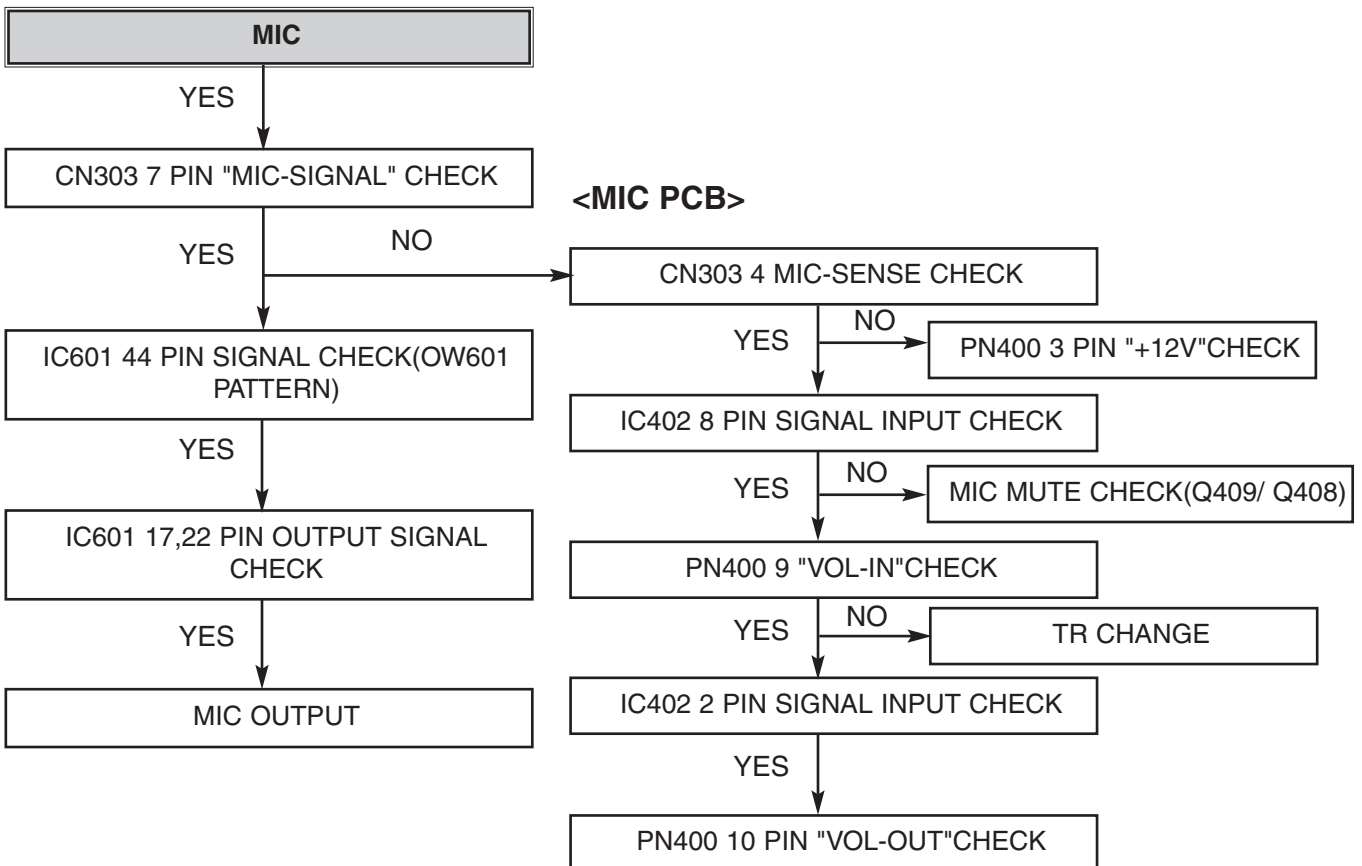 MIC
YES
CN303 7 PIN "MIC-SIGNAL" CHECK
<MIC PCB>
YES
NO
CN303 4 MIC-SENSE CHECK
IC601 44 PIN SIGNAL CHECK(OW601
PATTERN)
YES
NO
PN400 3 PIN "+12V"CHECK
IC402 8 PIN SIGNAL INPUT CHECK
YES
IC601 17,22 PIN OUTPUT SIGNAL
CHECK
YES
NO
MIC MUTE CHECK(Q409/ Q408)
PN400 9 "VOL-IN"CHECK
YES
MIC OUTPUT
YES
NO
TR CHANGE
IC402 2 PIN SIGNAL INPUT CHECK
YES
PN400 10 PIN "VOL-OUT"CHECK